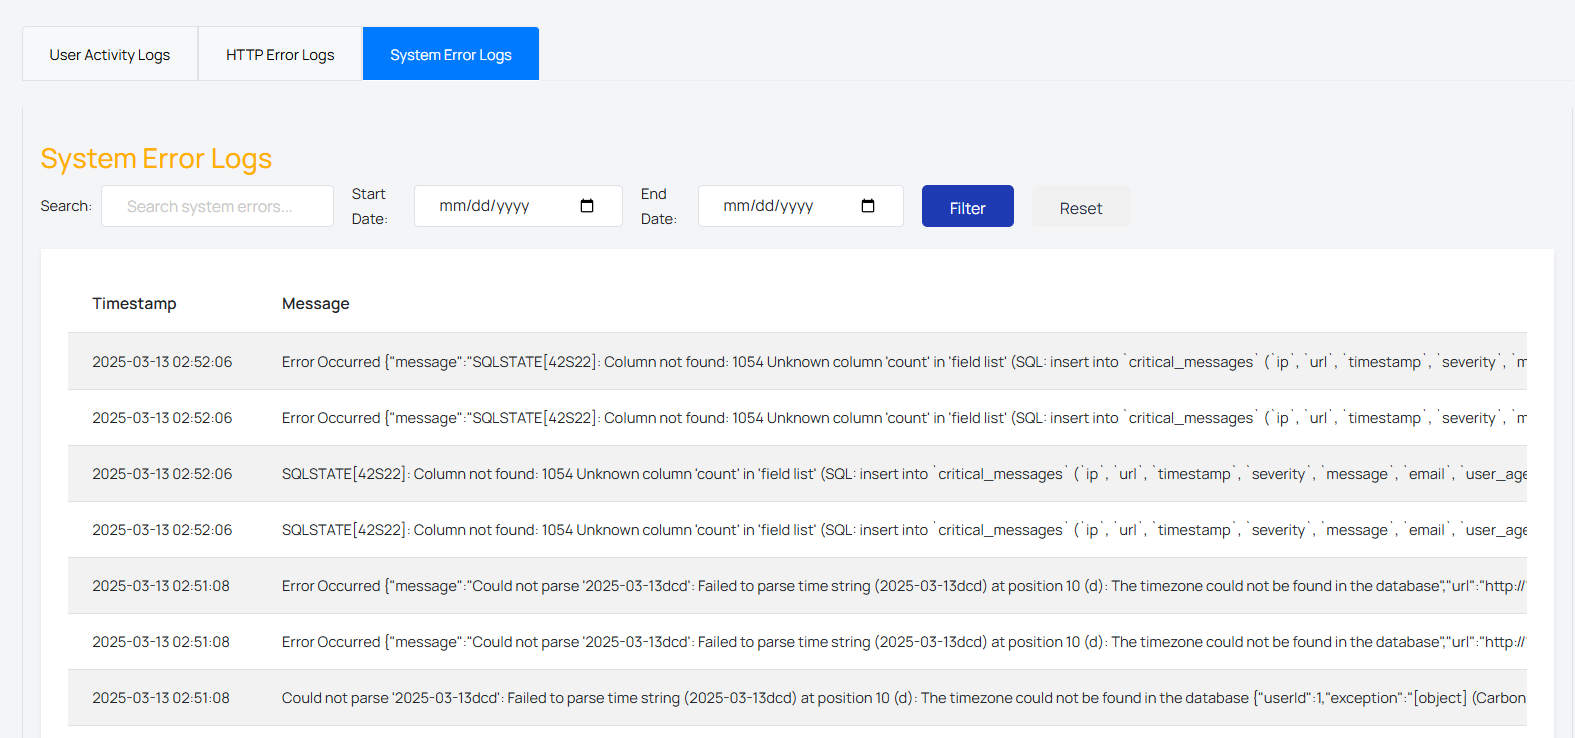 User Activity Logs HTTP Error Logs System Error Logs
System Error Logs
Search: Search system errors... Start Date: mm/dd/yyyy End Date: mm/dd/yyyy Filter Reset
Timestamp Message
2025-03-13 02:52:06 Error Occurred {"message":"SQLSTATE[42S22]: Column not found: 1054 Unknown column 'count' in 'field list' (SQL: insert into `critical_messages` (`ip`, `url`, `timestamp`, `severity`, `m
2025-03-13 02:52:06 Error Occurred {"message":"SQLSTATE[42S22]: Column not found: 1054 Unknown column 'count' in 'field list' (SQL: insert into `critical_messages` (`ip`, `url`, `timestamp`, `severity`, `m
2025-03-13 02:52:06 SQLSTATE[42S22]: Column not found: 1054 Unknown column 'count' in 'field list' (SQL: insert into `critical_messages` (`ip`, `url`, `timestamp`, `severity`, `message`, `email`, `user_age
2025-03-13 02:52:06 SQLSTATE[42S22]: Column not found: 1054 Unknown column 'count' in 'field list' (SQL: insert into `critical_messages` (`ip`, `url`, `timestamp`, `severity`, `message`, `email`, `user_age
2025-03-13 02:51:08 Error Occurred {"message":"Could not parse '2025-03-13dcd': Failed to parse time string (2025-03-13dcd) at position 10 (d): The timezone could not be found in the database","url":"http://
2025-03-13 02:51:08 Error Occurred {"message":"Could not parse '2025-03-13dcd': Failed to parse time string (2025-03-13dcd) at position 10 (d): The timezone could not be found in the database","url":"http://
2025-03-13 02:51:08 Could not parse '2025-03-13dcd': Failed to parse time string (2025-03-13dcd) at position 10 (d): The timezone could not be found in the database {"userId":1,"exception":"[object] (Carbon